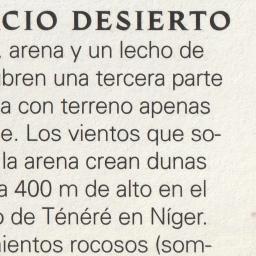 CIO DESIERTO
, arena y un lecho de
bren una tercera parte
a con terreno apenas
e. Los vientos que so-
la arena crean dunas
a 400 m de alto en el
o de Ténéré en Níger.
ientos rocosos (som-